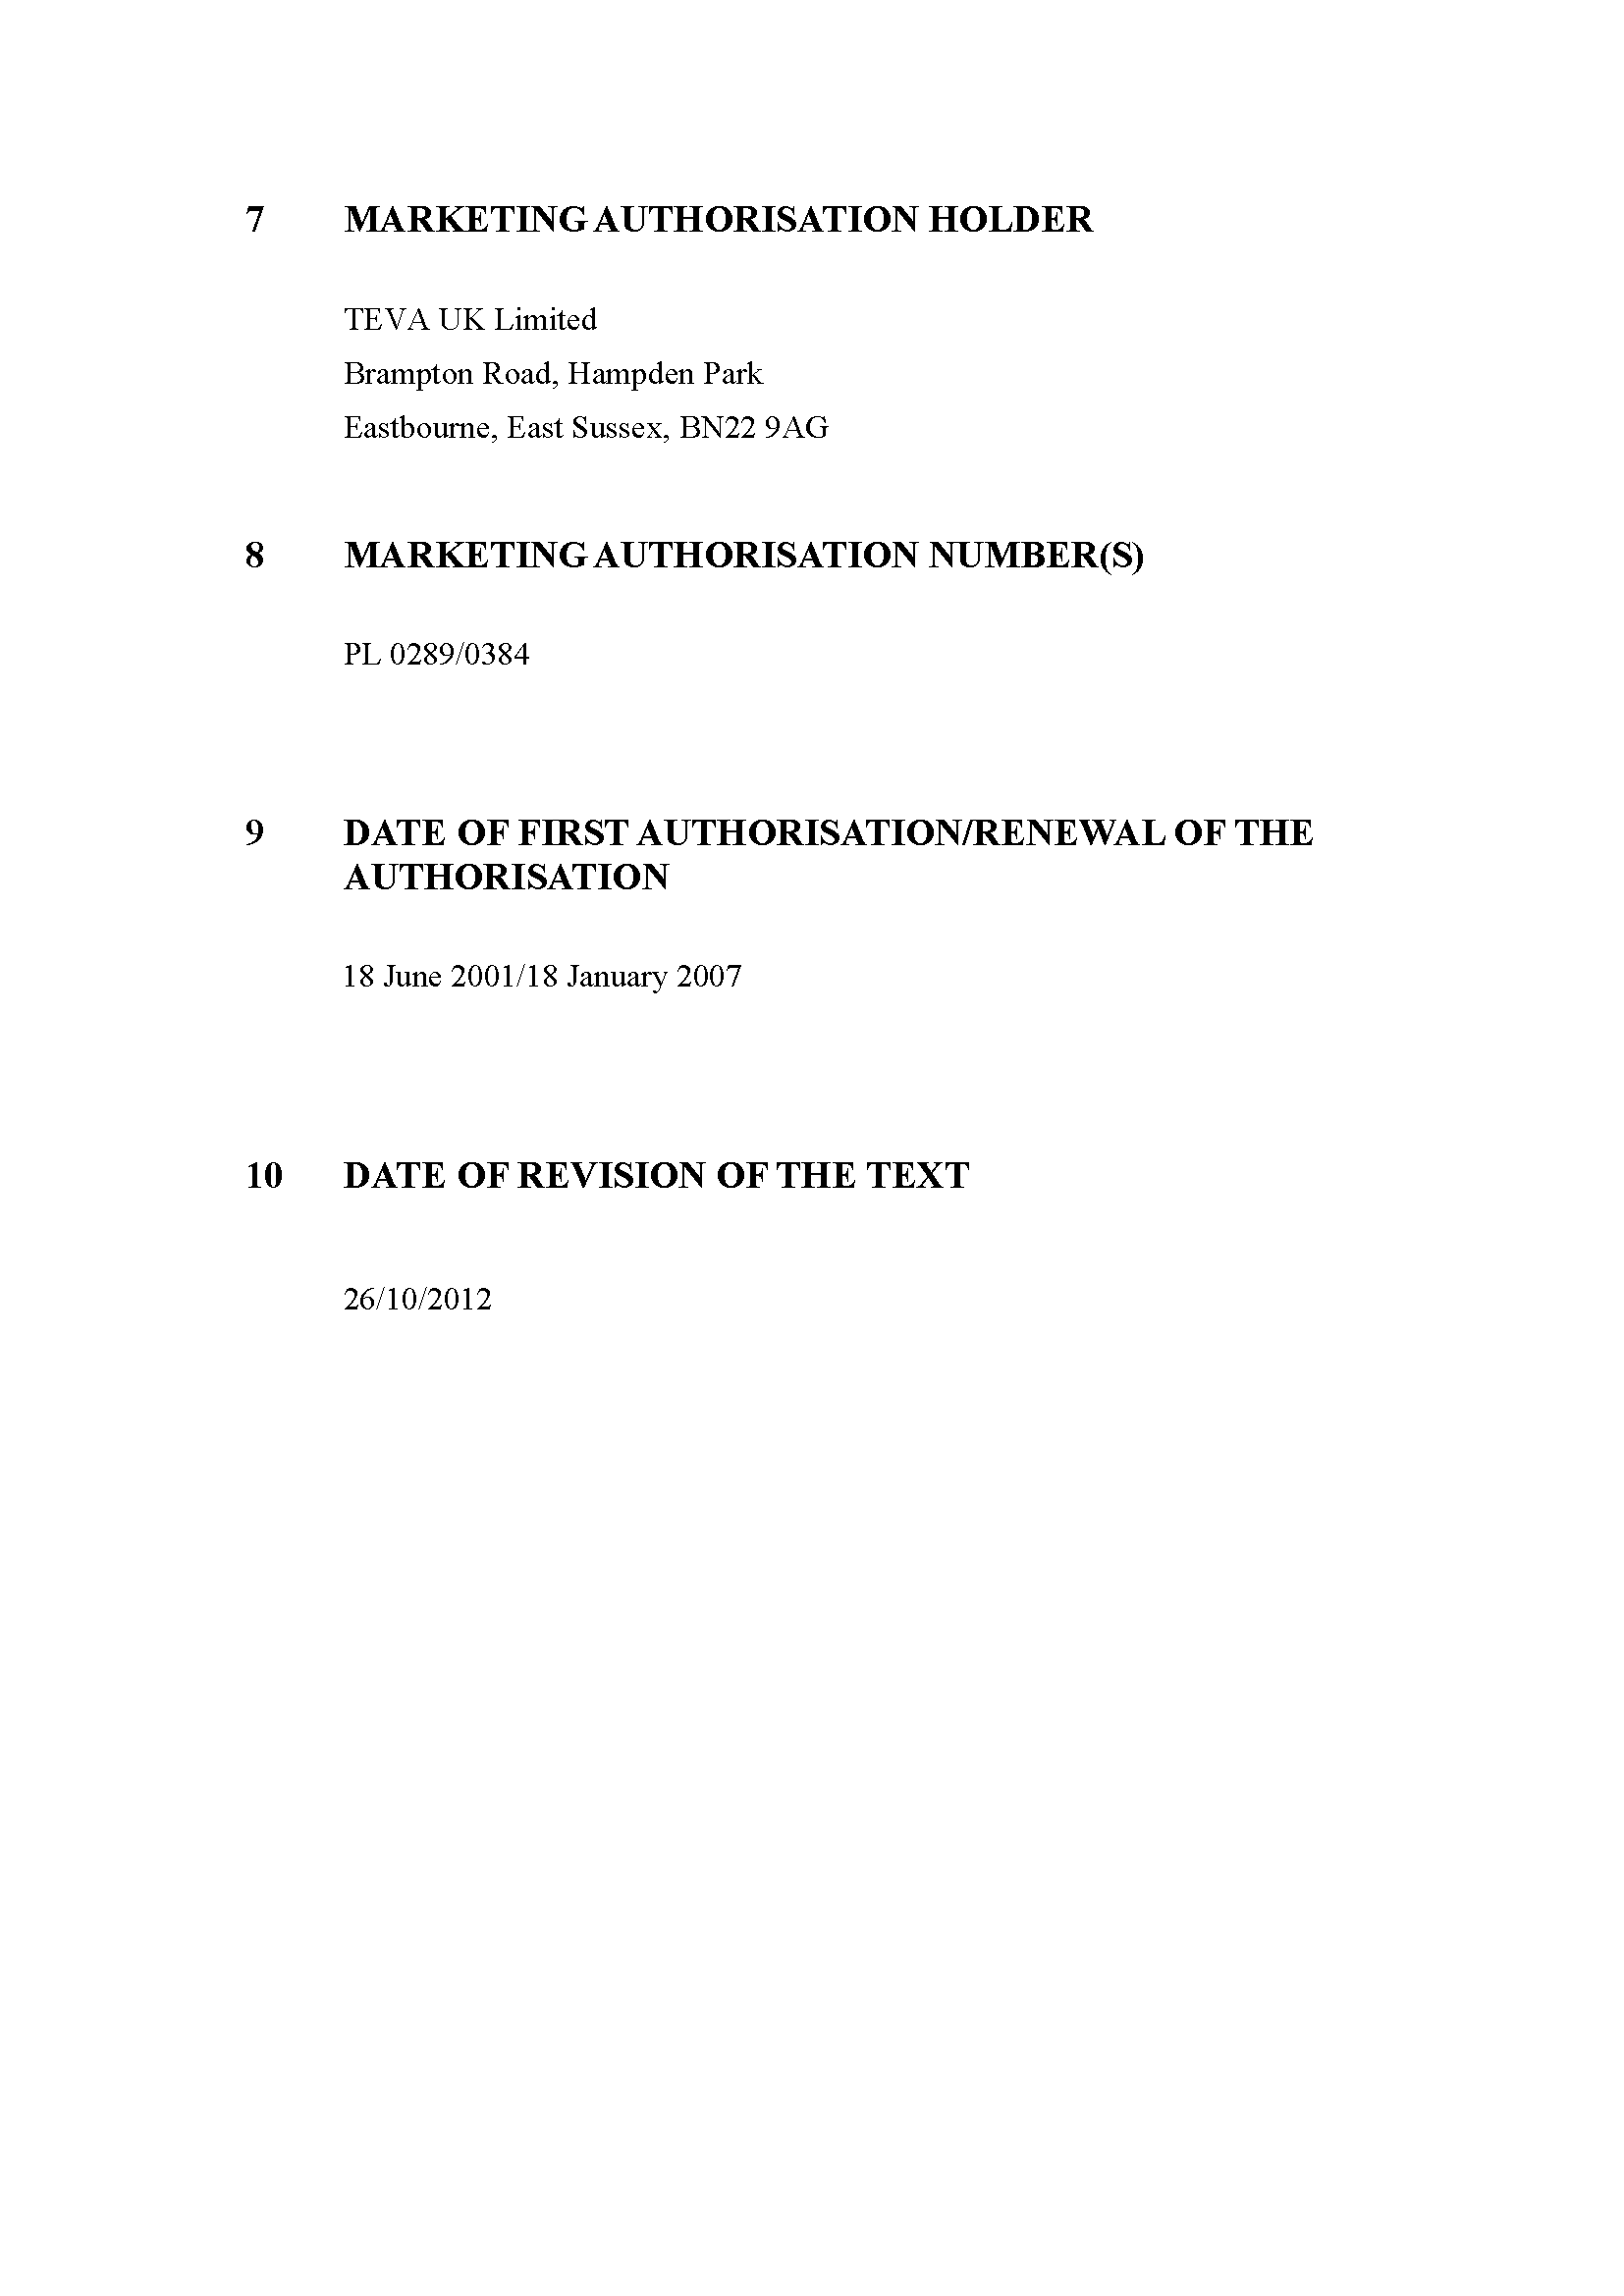 7 MARKETING AUTHORISATION HOLDER
TEVA UK Limited
Brampton Road, Hampden Park
Eastbourne, East Sussex, BN22 9AG
8 MARKETING AUTHORISATION NUMBER(S)
PL 0289/0384
9 DATE OF FIRST AUTHORISATION/RENEWAL OF THE
AUTHORISATION
18 June 2001/18 January 2007
10 DATE OF REVISION OF THE TEXT
26/10/2012